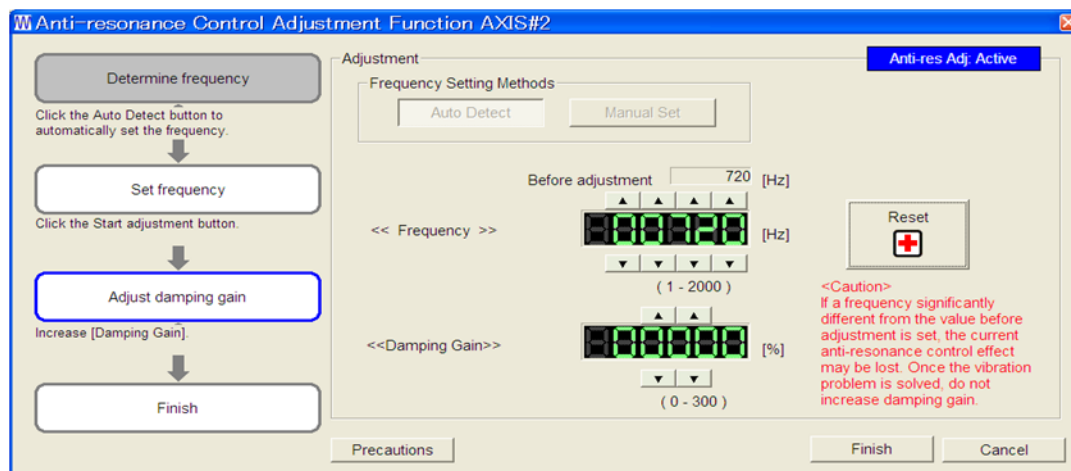 Anti-resonance Control Adjustment Function AXIS#2
Determine frequency
Click the Auto Detect button to
automatically set the frequency.
Set frequency
Click the Start adjustment button.
Adjust damping gain
Increase [Damping Gain].
Finish
Adjustment
Anti-res Adj: Active
Frequency Setting Methods
Auto Detect
Manual Set
Before adjustment 720 [Hz]
<< Frequency >> 00720 [Hz]
( 1 - 2000 )
<<Damping Gain>> 00000 [%]
( 0 - 300 )
Reset
<Caution>
If a frequency significantly
different from the value before
adjustment is set, the current
anti-resonance control effect
may be lost. Once the vibration
problem is solved, do not
increase damping gain.
Precautions
Finish
Cancel